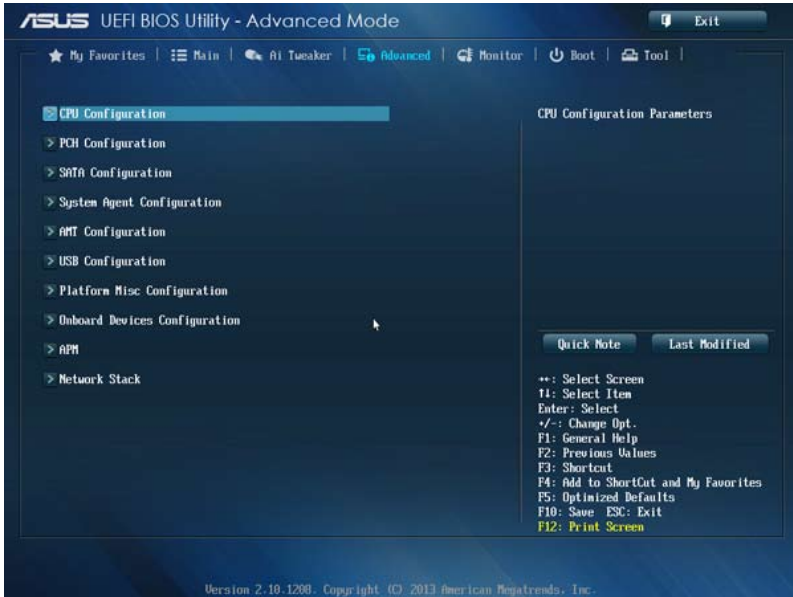 ASUS UEFI BIOS Utility - Advanced Mode
Exit
My Favorites | Main | Ai Tweaker | Advanced | Monitor | Boot | Tool |
CPU Configuration
PCH Configuration
SATA Configuration
System Agent Configuration
AMT Configuration
USB Configuration
Platform Misc Configuration
Onboard Devices Configuration
APM
Network Stack
CPU Configuration Parameters
Quick Note
Last Modified
→←: Select Screen
↑↓: Select Item
Enter: Select
+/-: Change Opt.
F1: General Help
F2: Previous Values
F3: Shortcut
F4: Add to ShortCut and My Favorites
F5: Optimized Defaults
F10: Save ESC: Exit
F12: Print Screen
Version 2.10.1208. Copyright (C) 2013 American Megatrends, Inc.